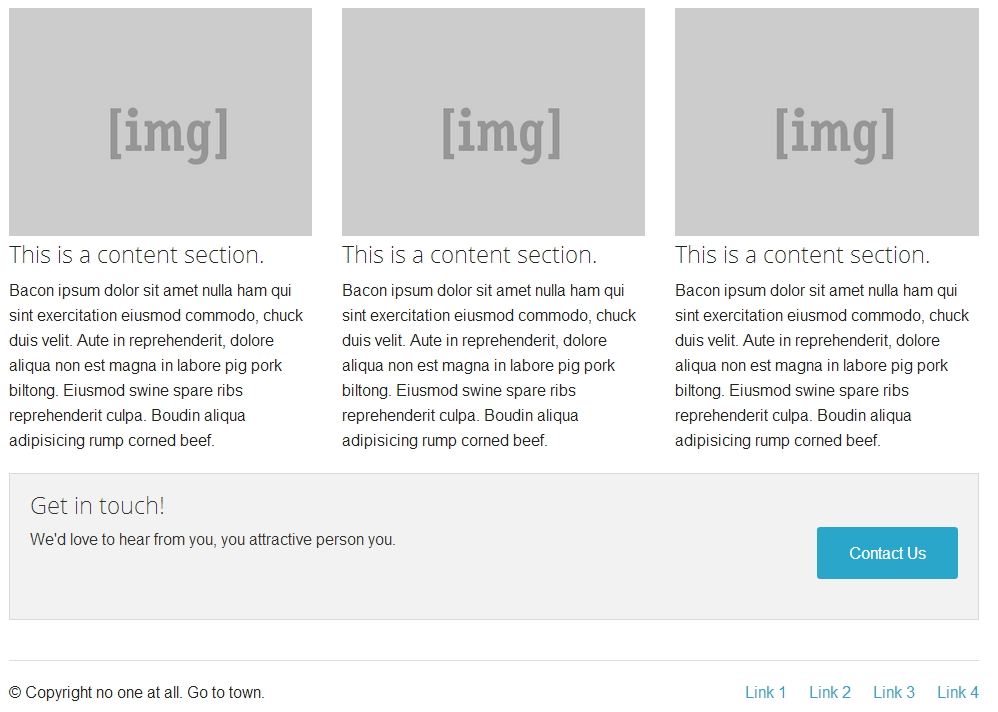 [img]
This is a content section.
Bacon ipsum dolor sit amet nulla ham qui
sint exercitation eiusmod commodo, chuck
duis velit. Aute in reprehenderit, dolore
aliqua non est magna in labore pig pork
biltong. Eiusmod swine spare ribs
reprehenderit culpa. Boudin aliqua
adipisicing rump corned beef.
[img]
This is a content section.
Bacon ipsum dolor sit amet nulla ham qui
sint exercitation eiusmod commodo, chuck
duis velit. Aute in reprehenderit, dolore
aliqua non est magna in labore pig pork
biltong. Eiusmod swine spare ribs
reprehenderit culpa. Boudin aliqua
adipisicing rump corned beef.
[img]
This is a content section.
Bacon ipsum dolor sit amet nulla ham qui
sint exercitation eiusmod commodo, chuck
duis velit. Aute in reprehenderit, dolore
aliqua non est magna in labore pig pork
biltong. Eiusmod swine spare ribs
reprehenderit culpa. Boudin aliqua
adipisicing rump corned beef.
Get in touch!
We'd love to hear from you, you attractive person you.
Contact Us
© Copyright no one at all. Go to town.
Link 1 Link 2 Link 3 Link 4